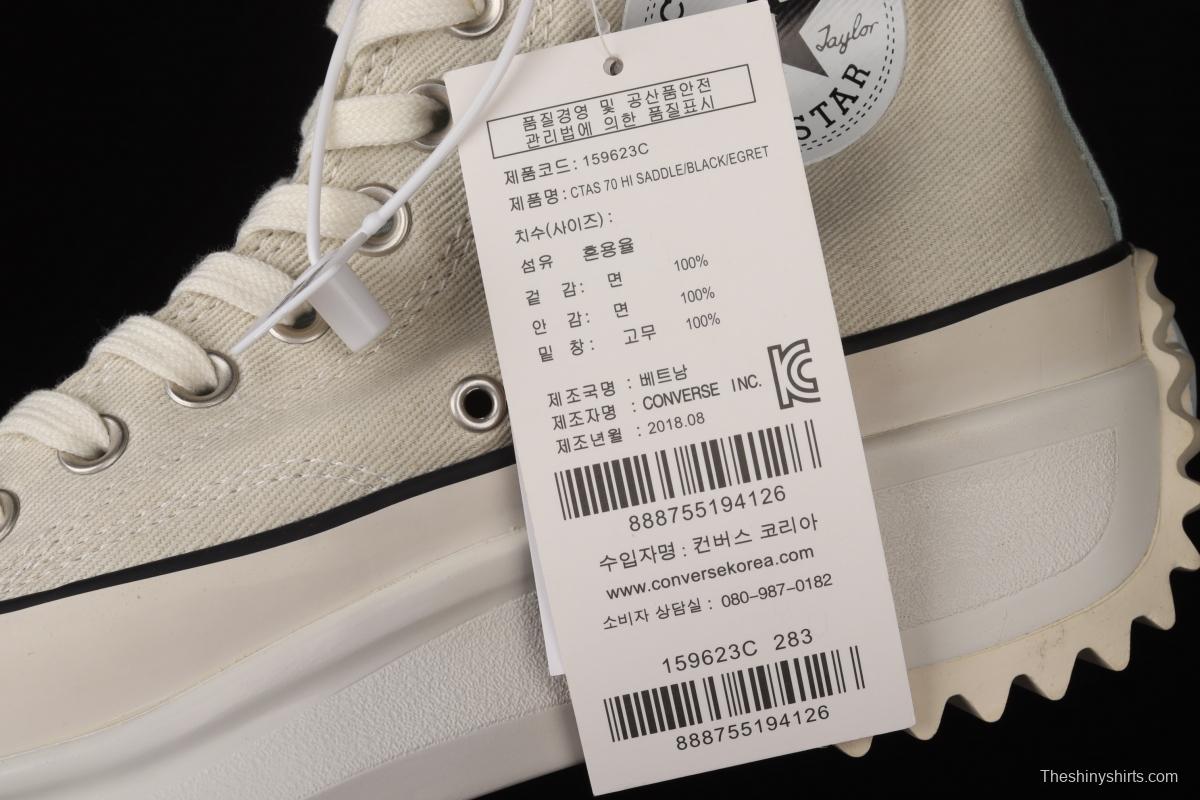 Taylor
STAR
품질경영 및 공산품안전
관리법에 의한 품질표시
제품코드: 159623C
제품명: CTAS 70 HI SADDLE/BLACK/EGRET
치수(사이즈) :
섬유 혼용율
겉 감: 면 100%
안 감: 면 100%
밑 창: 고무 100%
제조국명 : 베트남
제조자명 : CONVERSE INC.
제조년월 : 2018.08
888755194126
수입자명 : 컨버스 코리아
www.conversekorea.com
소비자 상담실 : 080-987-0182
159623C 283
888755194126
Theshinyshirts.com